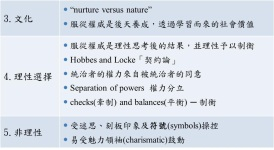 3. 文化
• "nurture versus nature"
• 服從權威是後天養成，透過學習而來的社會價值
4. 理性選擇
• 服從權威是理性思考後的結果，並理性予以制衡
• Hobbes and Locke「契約論」
• 統治者的權力來自被統治者的同意
• Separation of powers 權力分立
• checks(牽制) and balances(平衡) ─ 制衡
5. 非理性
• 受迷思、刻板印象及符號(symbols)操控
• 易受魅力領袖(charismatic)鼓動